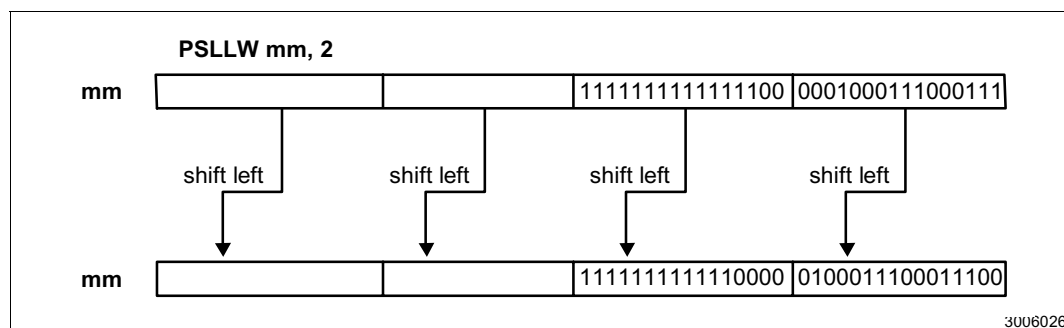 PSLLW mm, 2
mm 1111111111111100 0001000111000111
shift left shift left shift left shift left
mm 1111111111110000 0100011100011100
3006026